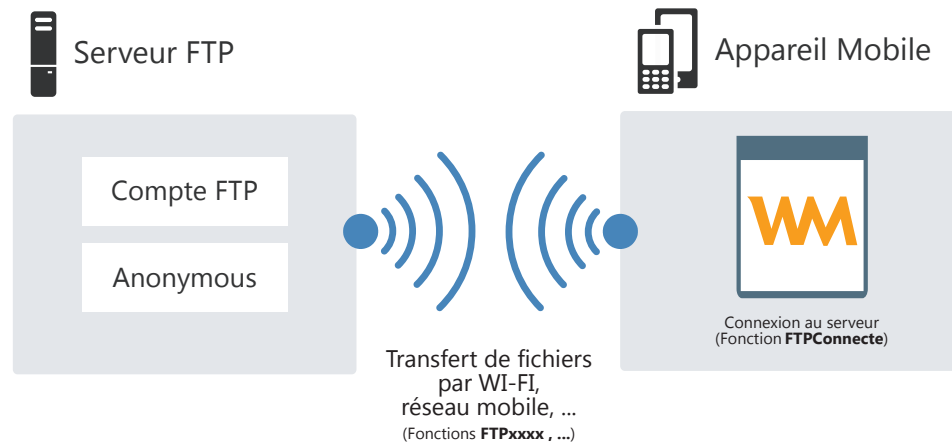 Serveur FTP
Appareil Mobile
Compte FTP
Anonymous
WM
Connexion au serveur
(Fonction FTPConnecte)
Transfert de fichiers
par WI-FI,
réseau mobile, ...
(Fonctions FTPxxxx , ...)